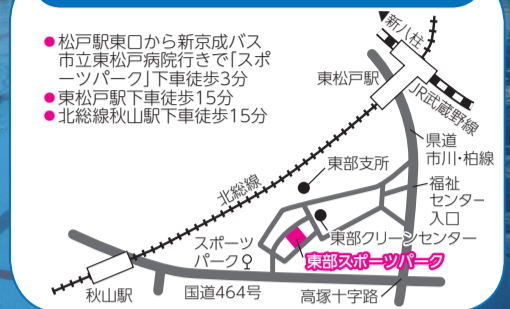 ●松戸駅東口から新京成バス
市立東松戸病院行きで「スポ
ーツパーク」下車徒歩3分
●東松戸駅下車徒歩15分
●北総線秋山駅下車徒歩15分
新八柱
東松戸駅
JR武蔵野線
県道
市川・柏線
東部支所
北総線
福祉
センター
入口
東部クリーンセンター
スポーツ
パーク
東部スポーツパーク
秋山駅
国道464号
高塚十字路